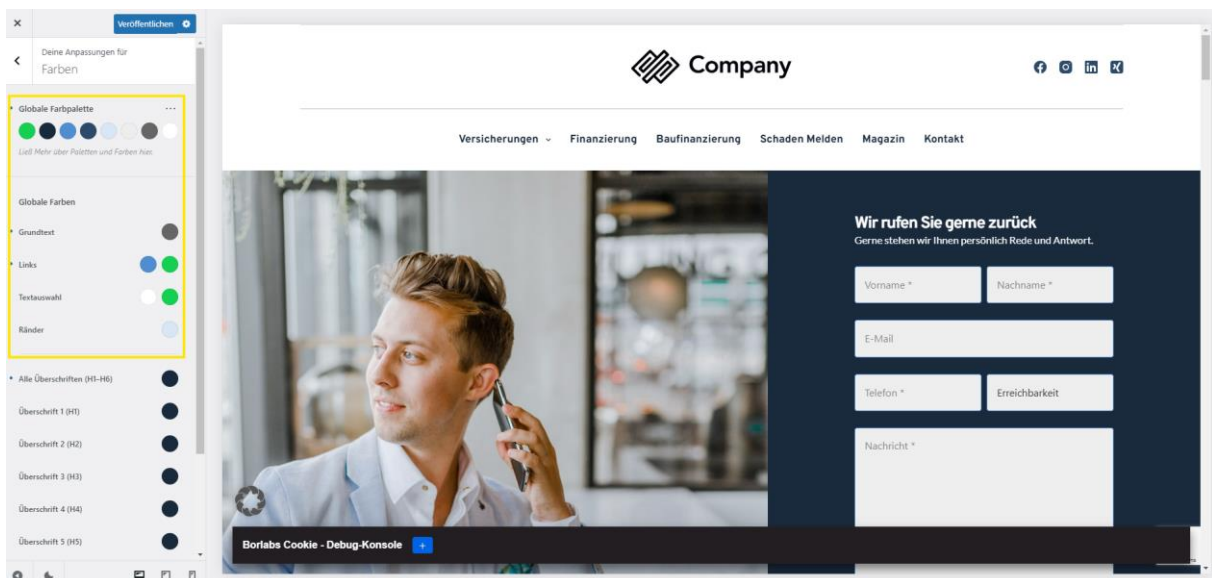 Veröffentlichen
Deine Anpassungen für
Farben
Globale Farbpalette
Ließ Mehr über Paletten und Farben hier.
Globale Farben
Grundtext
Links
Textauswahl
Ränder
Alle Überschriften (H1-H6)
Überschrift 1 (H1)
Überschrift 2 (H2)
Überschrift 3 (H3)
Überschrift 4 (H4)
Überschrift 5 (H5)
Company
Versicherungen Finanzierung Baufinanzierung Schaden Melden Magazin Kontakt
Wir rufen Sie gerne zurück
Gerne stehen wir Ihnen persönlich Rede und Antwort.
Vorname * Nachname *
E-Mail
Telefon * Erreichbarkeit
Nachricht *
Borlabs Cookie - Debug-Konsole +